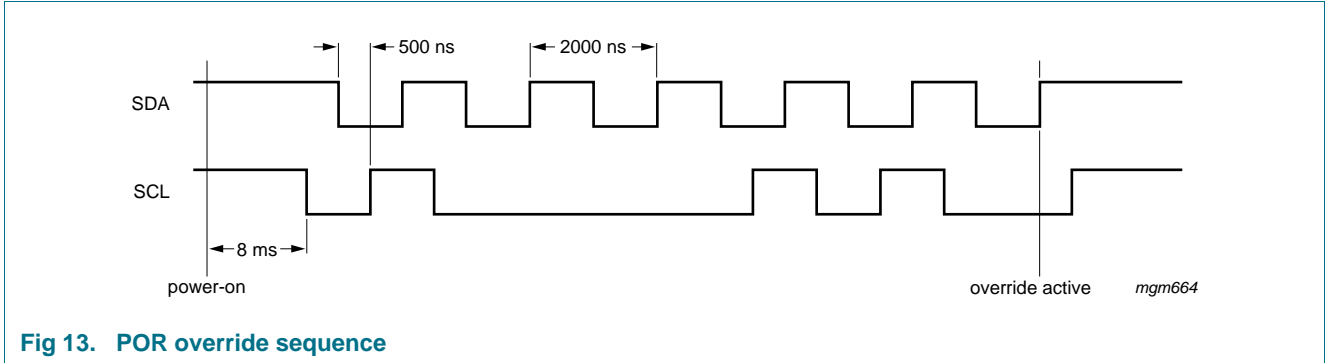 500 ns
2000 ns
SDA
SCL
8 ms
power-on
override active
mgm664
Fig 13. POR override sequence